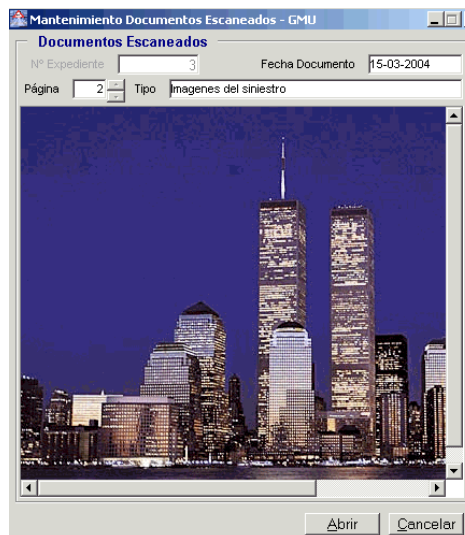 Mantenimiento Documentos Escaneados - GMU
Documentos Escaneados
Nº Expediente 3 Fecha Documento 15-03-2004
Página 2 Tipo Imagenes del siniestro
Abrir Cancelar